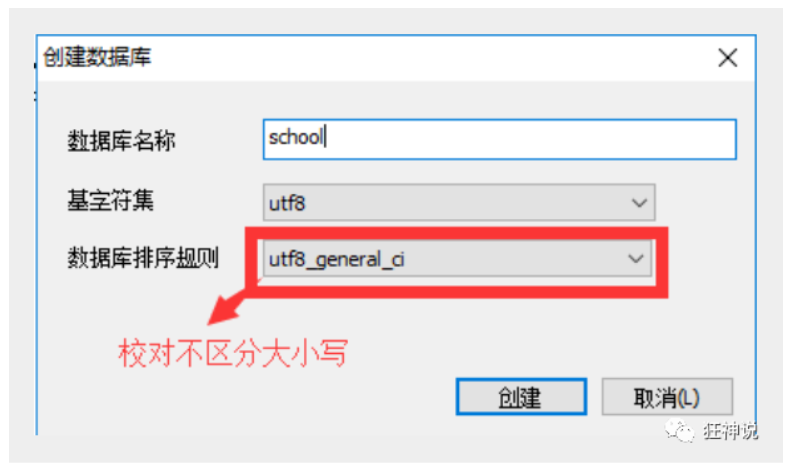 创建数据库
数据库名称
school
基字符集
utf8
数据库排序规则
utf8_general_ci
校对不区分大小写
创建
取消(L)
狂神说